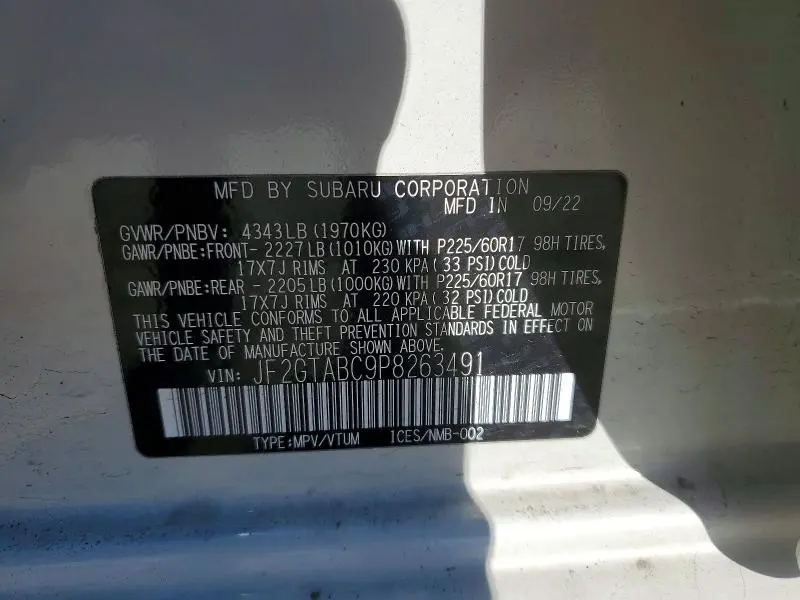 MFD BY SUBARU CORPORATION
MFD IN 09/22
GVWR/PNBV: 4343LB(1970KG)
GAWR/PNBE:FRONT- 2227LB(1010KG)WITH P225/60R17 98H TIRES,
17X7J RIMS AT 230 KPA(33 PSI)COLD
GAWR/PNBE:REAR - 2205LB(1000KG)WITH P225/60R17 98H TIRES,
17X7J RIMS AT 220 KPA(32 PSI)COLD
THIS VEHICLE CONFORMS TO ALL APPLICABLE FEDERAL MOTOR
VEHICLE SAFETY AND THEFT PREVENTION STANDARDS IN EFFECT ON
THE DATE OF MANUFACTURE SHOWN ABOVE.
VIN: JF2GTABC9P8263491
TYPE:MPV/VTUM ICES/NMB-002